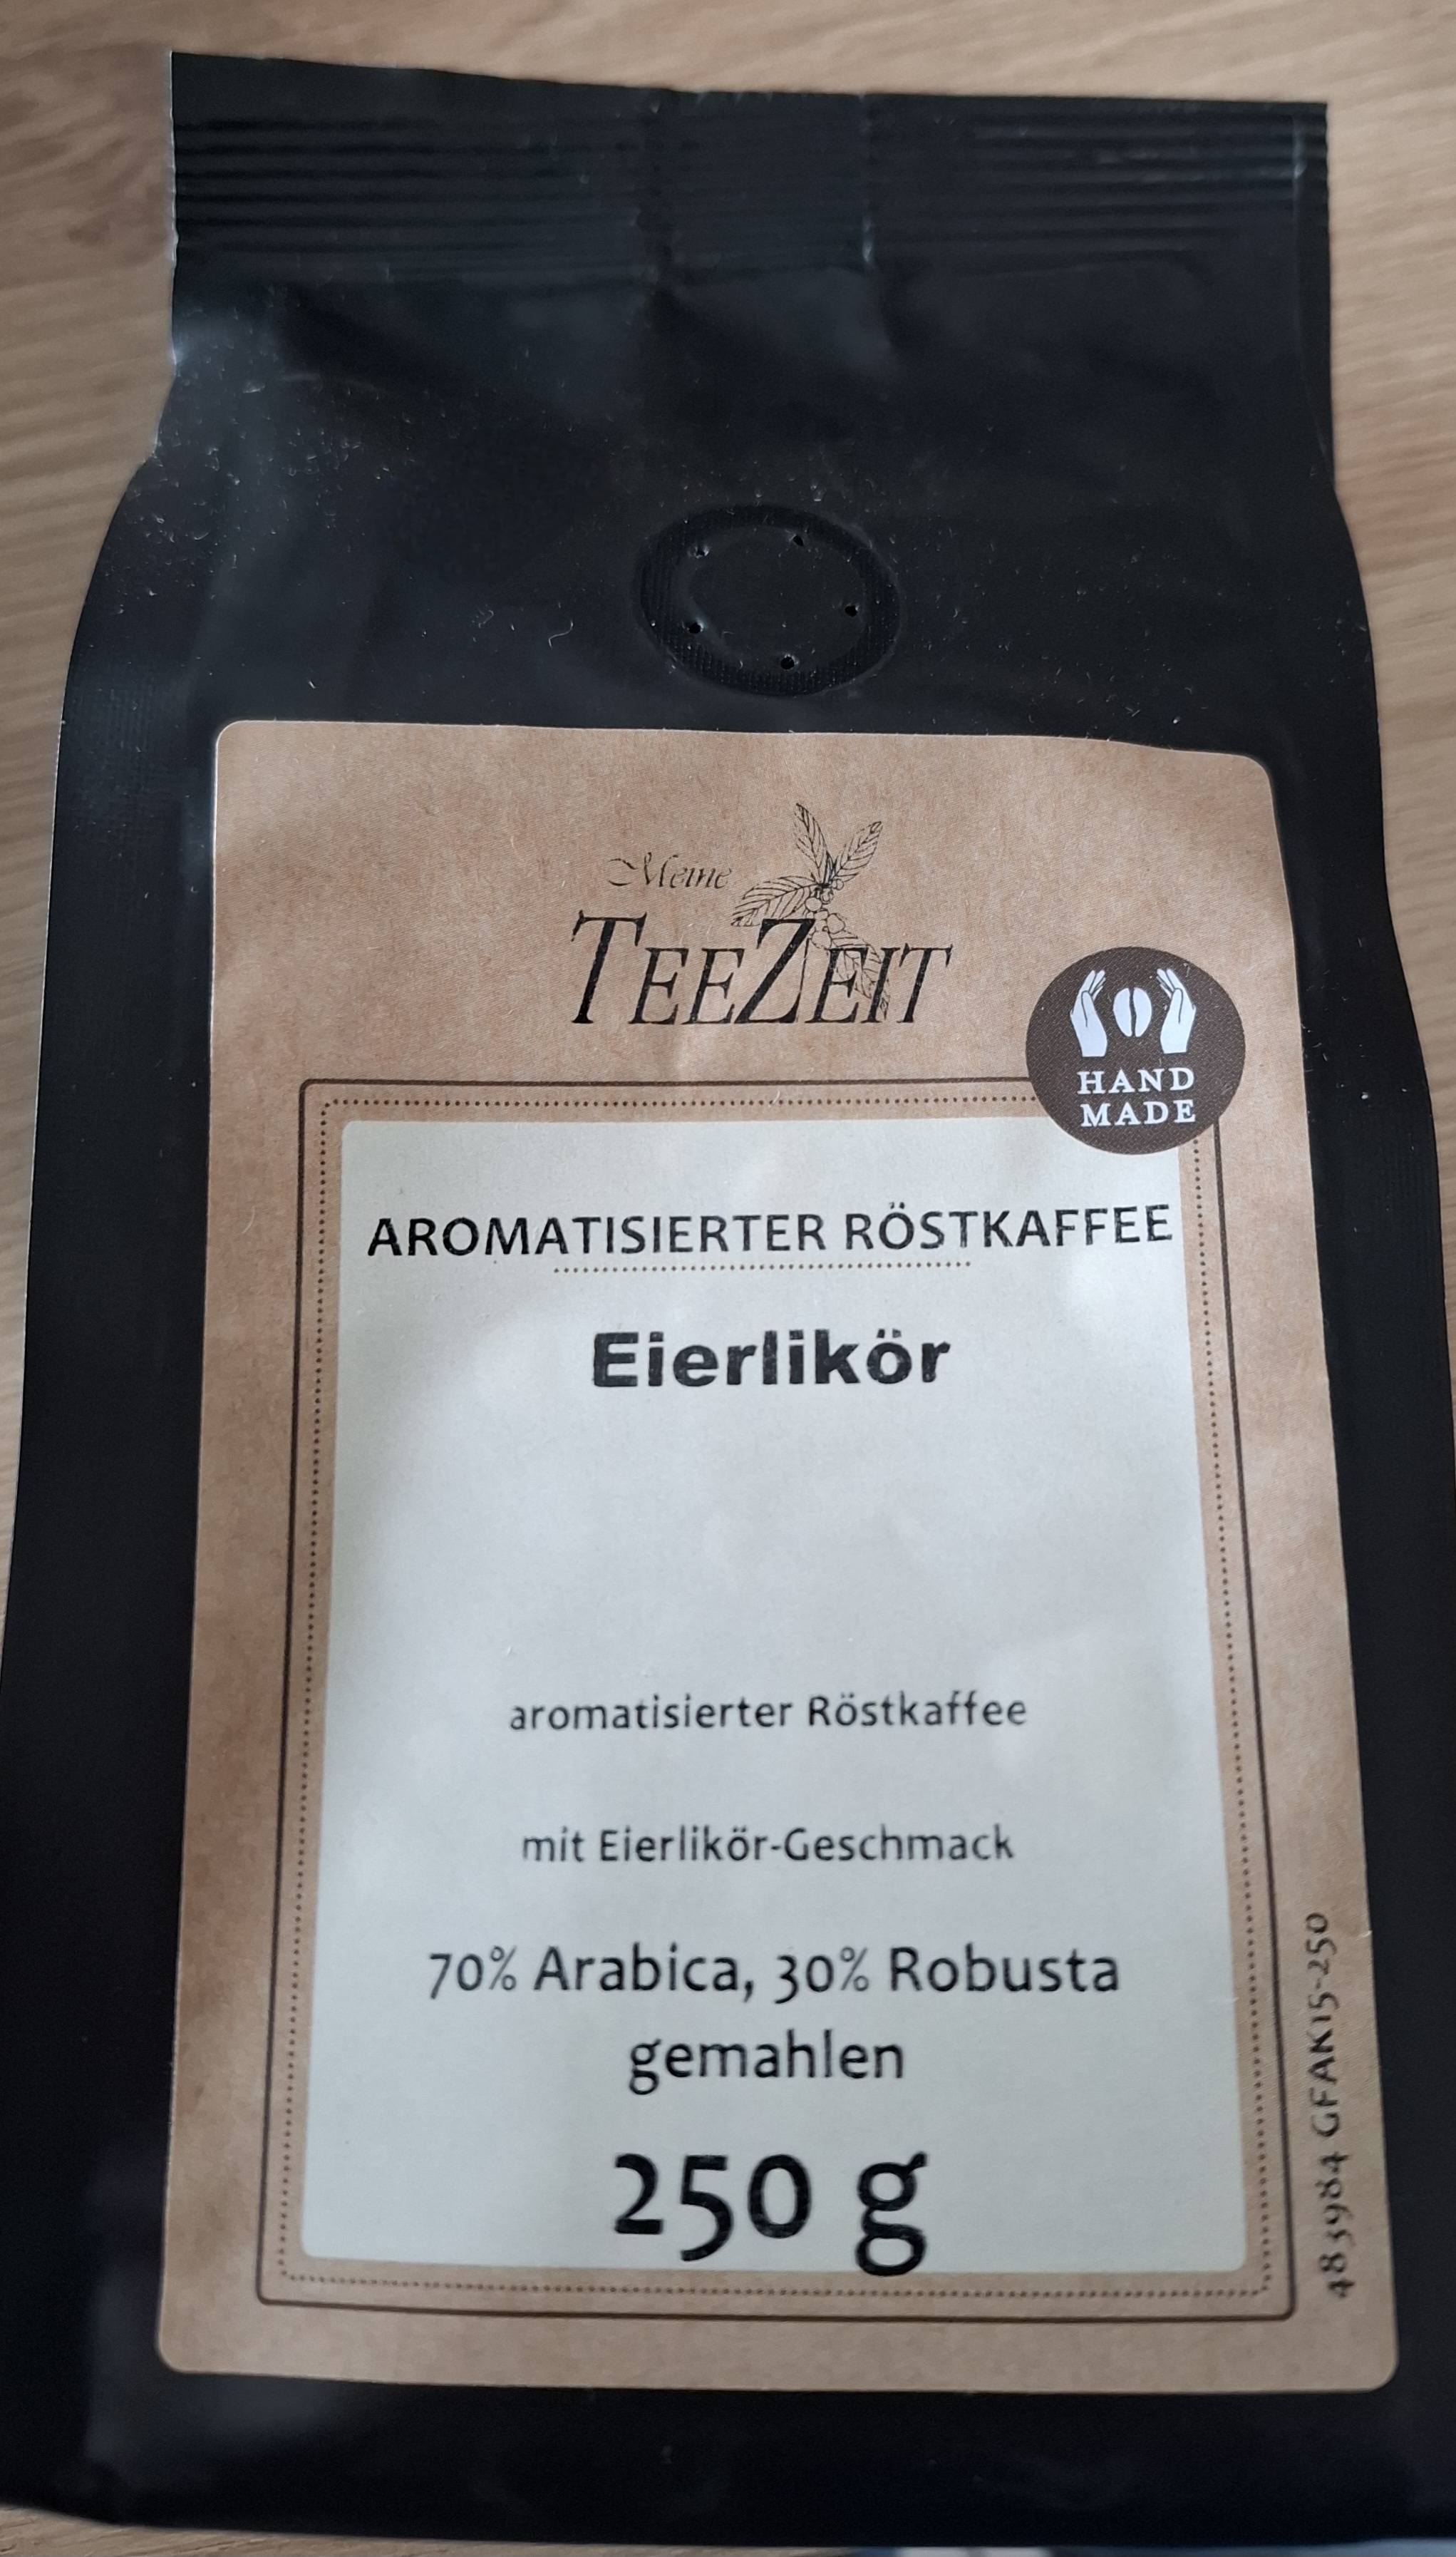 Meine
TEEZEIT
HAND
MADE
AROMATISIERTER RÖSTKAFFEE
Eierlikör
aromatisierter Röstkaffee
mit Eierlikör-Geschmack
70% Arabica, 30% Robusta
gemahlen
250 g
483984 GFAK15-250